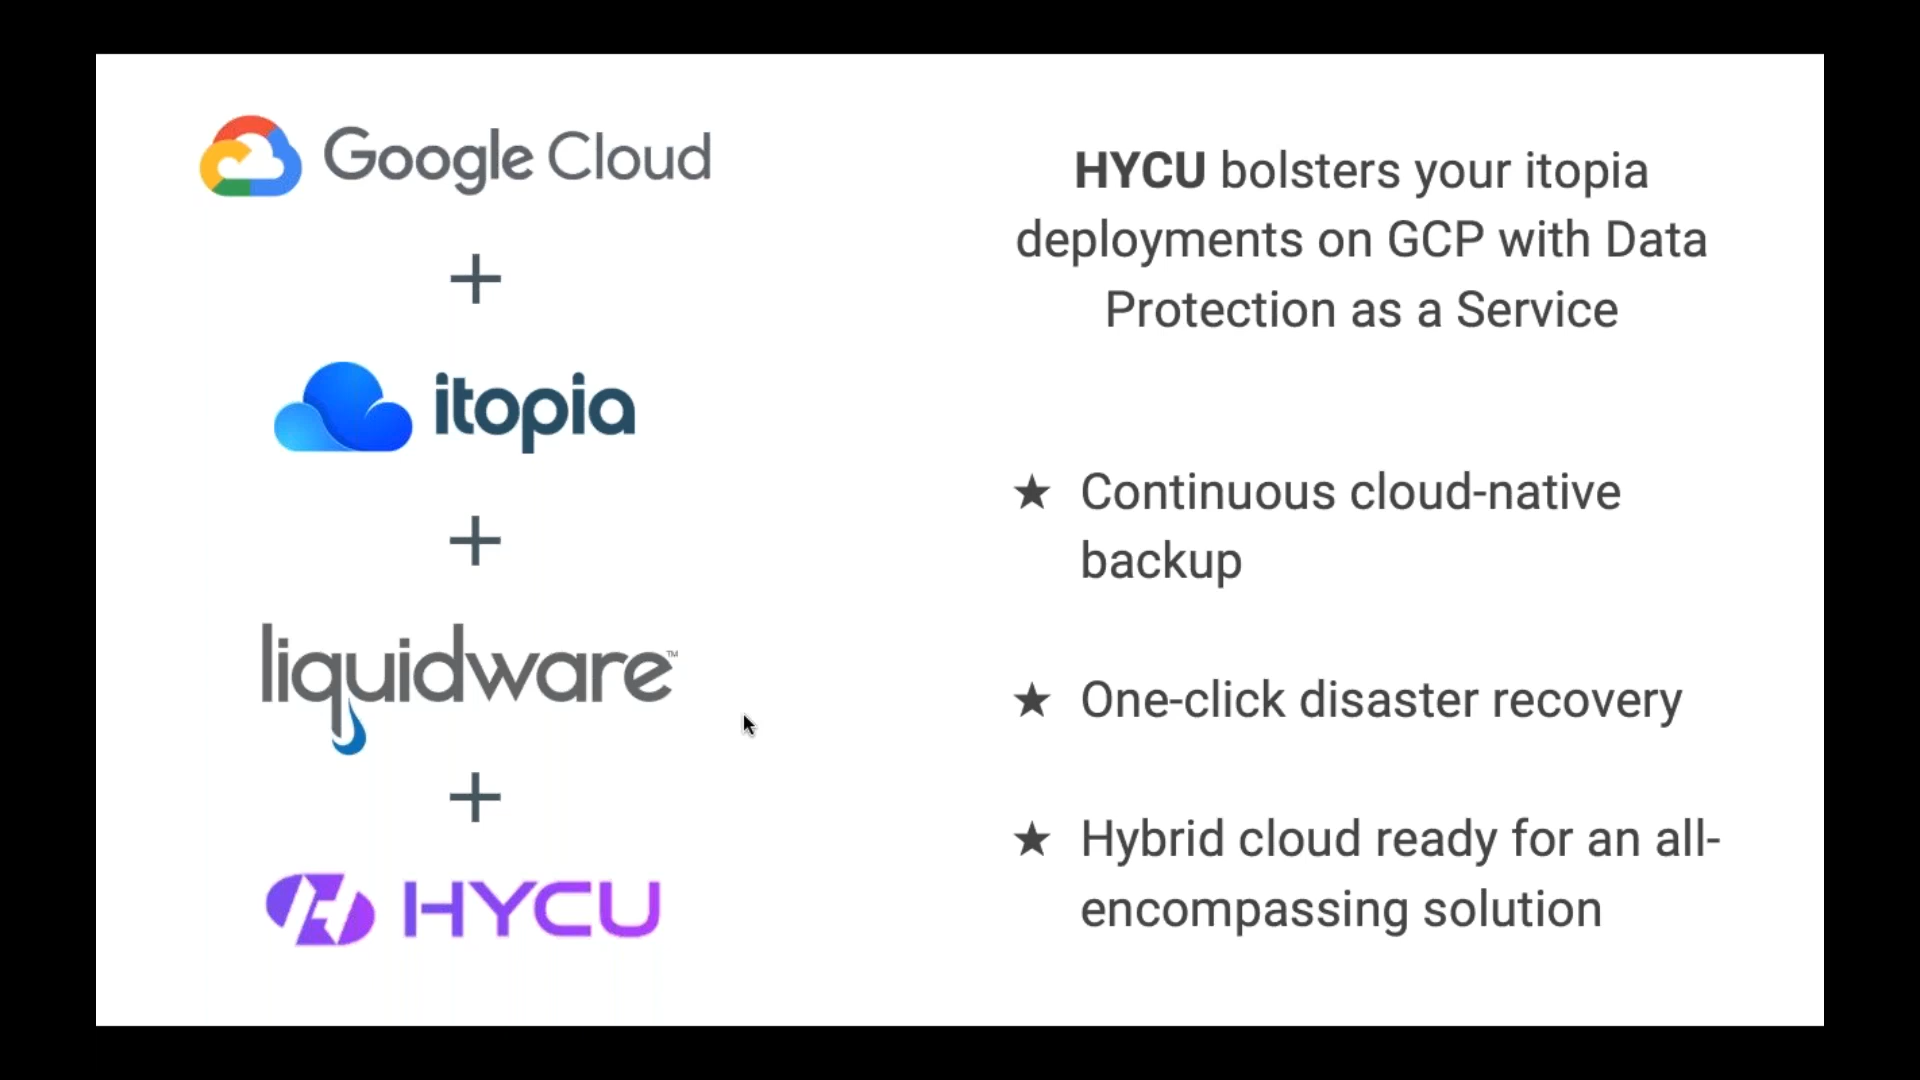 Google Cloud
+
itopia
+
liquidware™
+
HYCU
HYCU bolsters your itopia
deployments on GCP with Data
Protection as a Service
★ Continuous cloud-native
backup
★ One-click disaster recovery
★ Hybrid cloud ready for an all-
encompassing solution